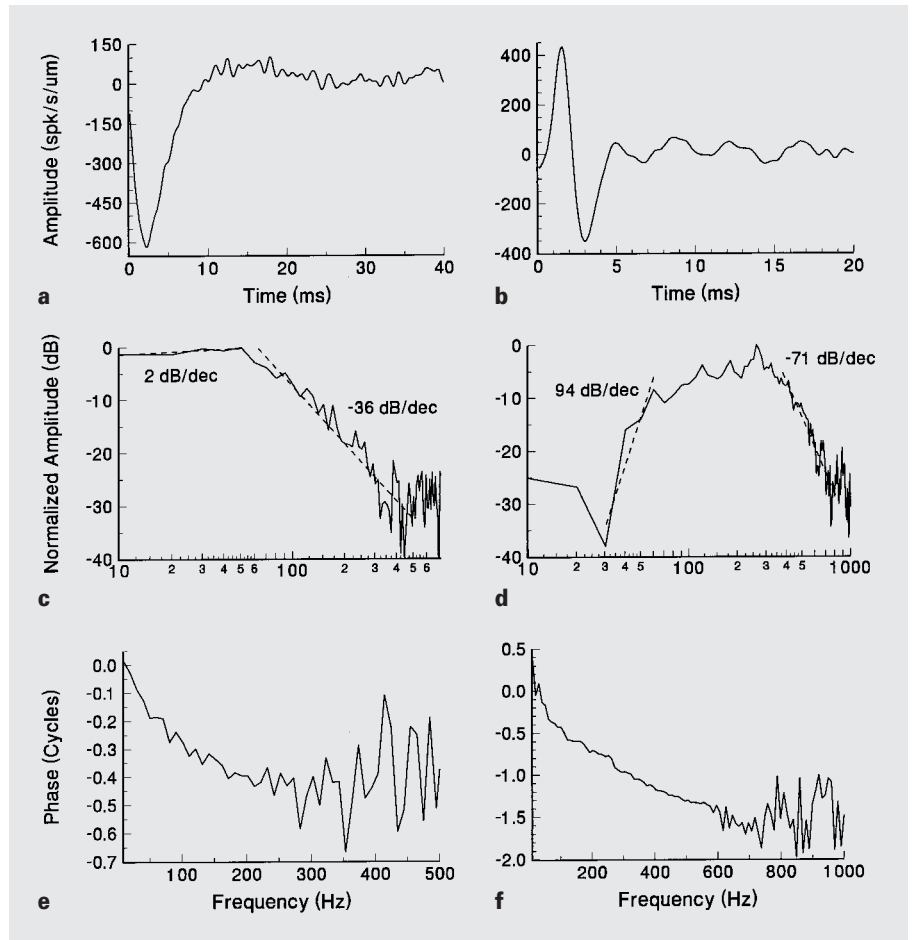 150
0
-150
-300
-450
-600
Amplitude (spk/s/um)
0 10 20 30 40
Time (ms)
a
400
200
0
-200
-400
0 5 10 15 20
Time (ms)
b
0
-10
-20
-30
-40
Normalized Amplitude (dB)
2 dB/dec
-36 dB/dec
10 2 3 4 5 6 100 2 3 4 5 6
c
0
-10
-20
-30
-40
94 dB/dec
-71 dB/dec
10 2 3 4 5 100 2 3 4 5 1000
d
0.0
-0.1
-0.2
-0.3
-0.4
-0.5
-0.6
-0.7
Phase (Cycles)
100 200 300 400 500
Frequency (Hz)
e
0.5
0.0
-0.5
-1.0
-1.5
-2.0
200 400 600 800 1000
Frequency (Hz)
f